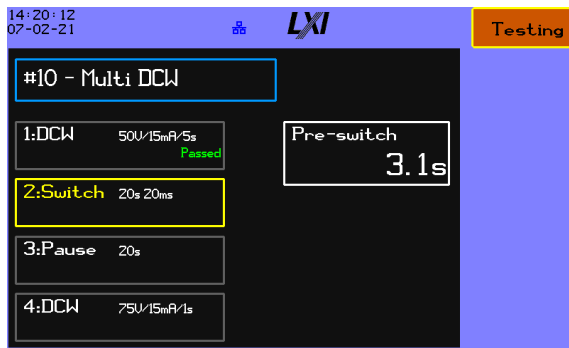 14:20:12
07-02-21
LXI
Testing
#10 - Multi DCW
1:DCW 50V/15mA/5s
Passed
Pre-switch
3.1s
2:Switch 20s 20ms
3:Pause 20s
4:DCW 75V/15mA/1s